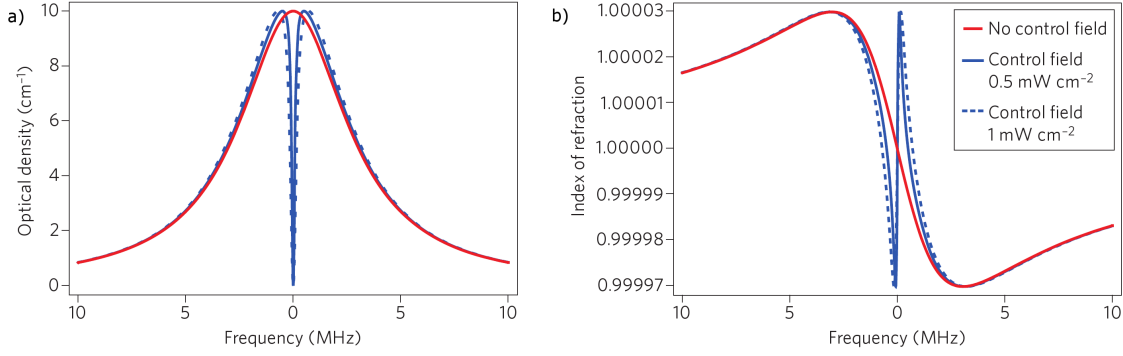 a)
10
8
6
4
2
0
Optical density (cm⁻¹)
10
5
0
5
10
Frequency (MHz)
b)
1.00003
1.00002
1.00001
1.00000
0.99999
0.99998
0.99997
Index of refraction
10
5
0
5
10
Frequency (MHz)
No control field
Control field
0.5 mW cm⁻²
Control field
1 mW cm⁻²